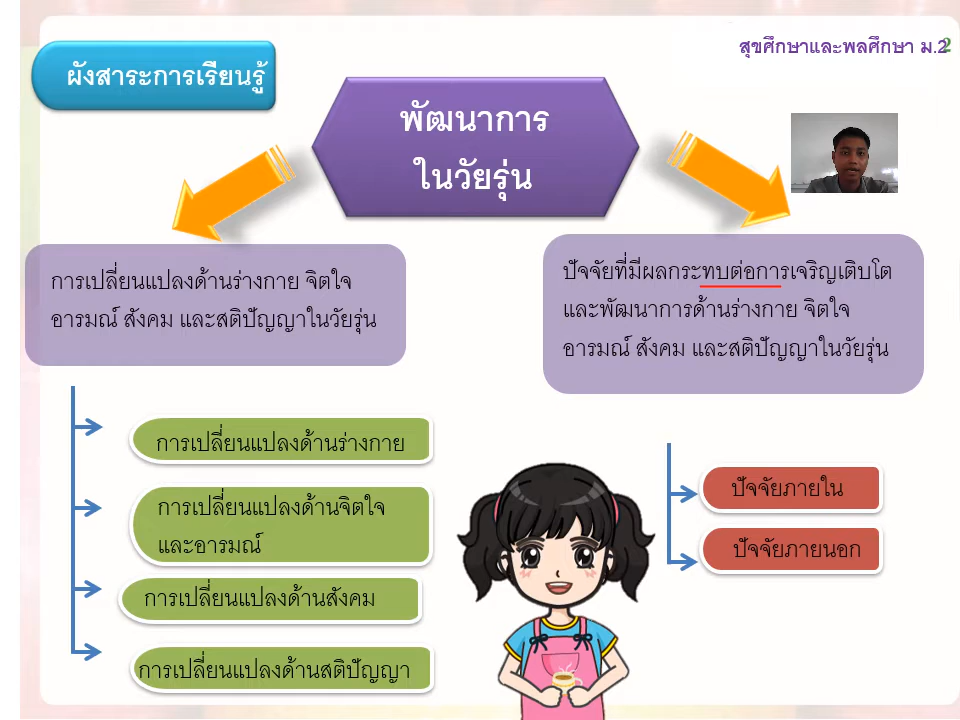 สุขศึกษาและพลศึกษา ม.2
2
ผังสาระการเรียนรู้
พัฒนาการ
ในวัยรุ่น
การเปลี่ยนแปลงด้านร่างกาย จิตใจ
อารมณ์ สังคม และสติปัญญาในวัยรุ่น
การเปลี่ยนแปลงด้านร่างกาย
การเปลี่ยนแปลงด้านจิตใจ
และอารมณ์
การเปลี่ยนแปลงด้านสังคม
การเปลี่ยนแปลงด้านสติปัญญา
ปัจจัยที่มีผลกระทบต่อการเจริญเติบโต
และพัฒนาการด้านร่างกาย จิตใจ
อารมณ์ สังคม และสติปัญญาในวัยรุ่น
ปัจจัยภายใน
ปัจจัยภายนอก